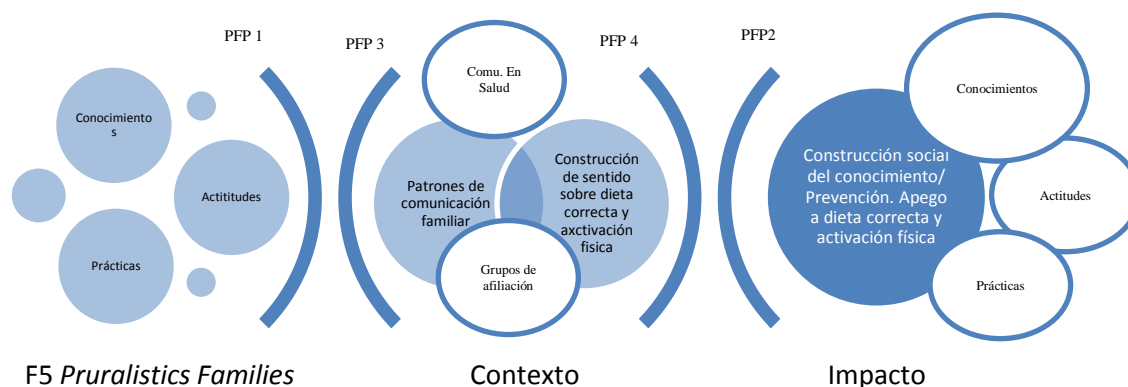 PFP 1
PFP 3
PFP 4
PFP2
Conocimiento
s
Actititudes
Prácticas
Comu. En
Salud
Patrones de
comunicación
familiar
Construcción
de sentido
sobre dieta
correcta y
axctivación
fisica
Grupos de
afiliación
Construcción social
del conocimiento/
Prevención. Apego
a dieta correcta y
activación física
Conocimientos
Actitudes
Prácticas
F5 Pruralistics Families
Contexto
Impacto